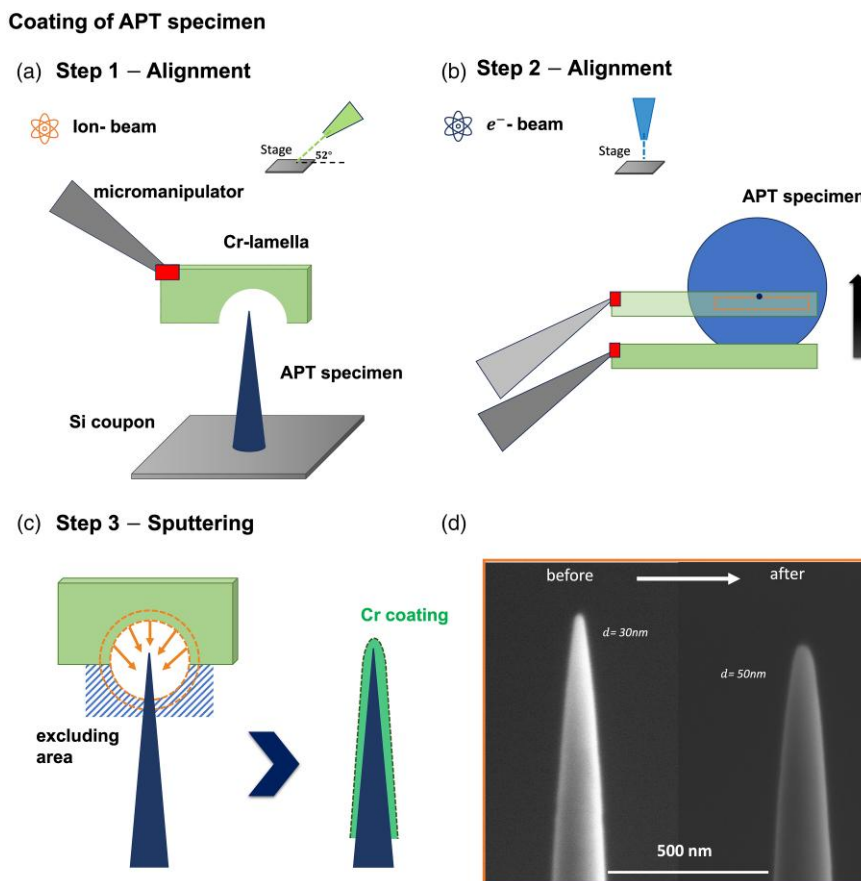 Coating of APT specimen
(a) Step 1 – Alignment
Ion- beam
Stage
52°
micromanipulator
Cr-lamella
APT specimen
Si coupon
(b) Step 2 – Alignment
e⁻- beam
Stage
APT specimen
(c) Step 3 – Sputtering
excluding
area
Cr coating
(d)
before
after
d= 30nm
d= 50nm
500 nm